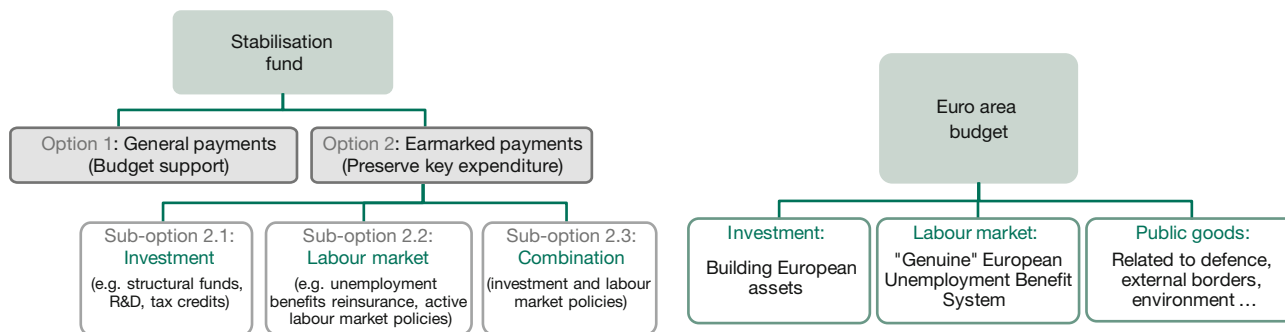 Stabilisation
fund
Option 1: General payments
(Budget support)
Option 2: Earmarked payments
(Preserve key expenditure)
Sub-option 2.1:
Investment
(e.g. structural funds,
R&D, tax credits)
Sub-option 2.2:
Labour market
(e.g. unemployment
benefits reinsurance, active
labour market policies)
Sub-option 2.3:
Combination
(investment and labour
market policies)
Euro area
budget
Investment:
Building European
assets
Labour market:
"Genuine" European
Unemployment Benefit
System
Public goods:
Related to defence,
external borders,
environment ...